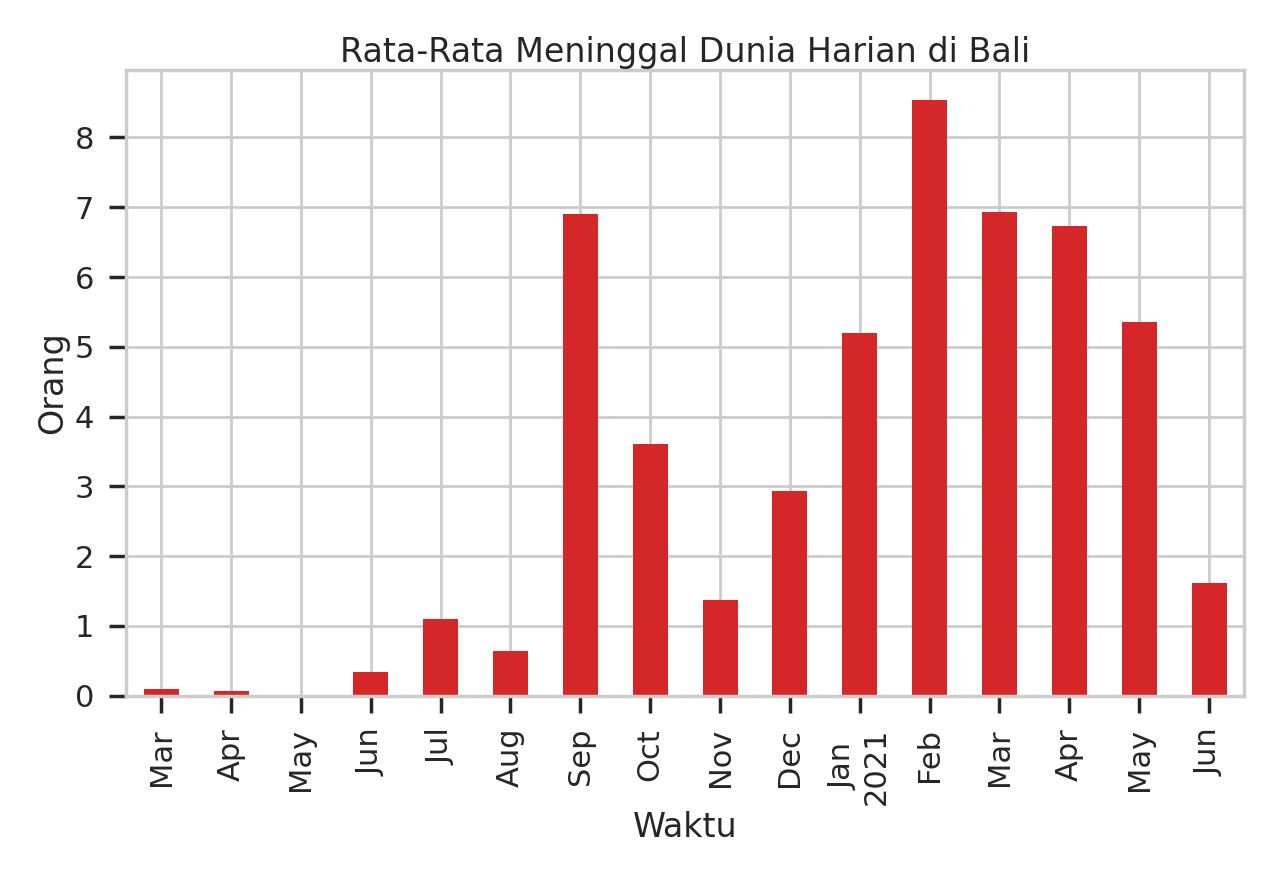 Rata-Rata Meninggal Dunia Harian di Bali
8
7
6
5
4
3
2
1
0
Orang
Mar
Apr
May
Jun
Jul
Aug
Sep
Oct
Nov
Dec
Jan
2021
Feb
Mar
Apr
May
Jun
Waktu